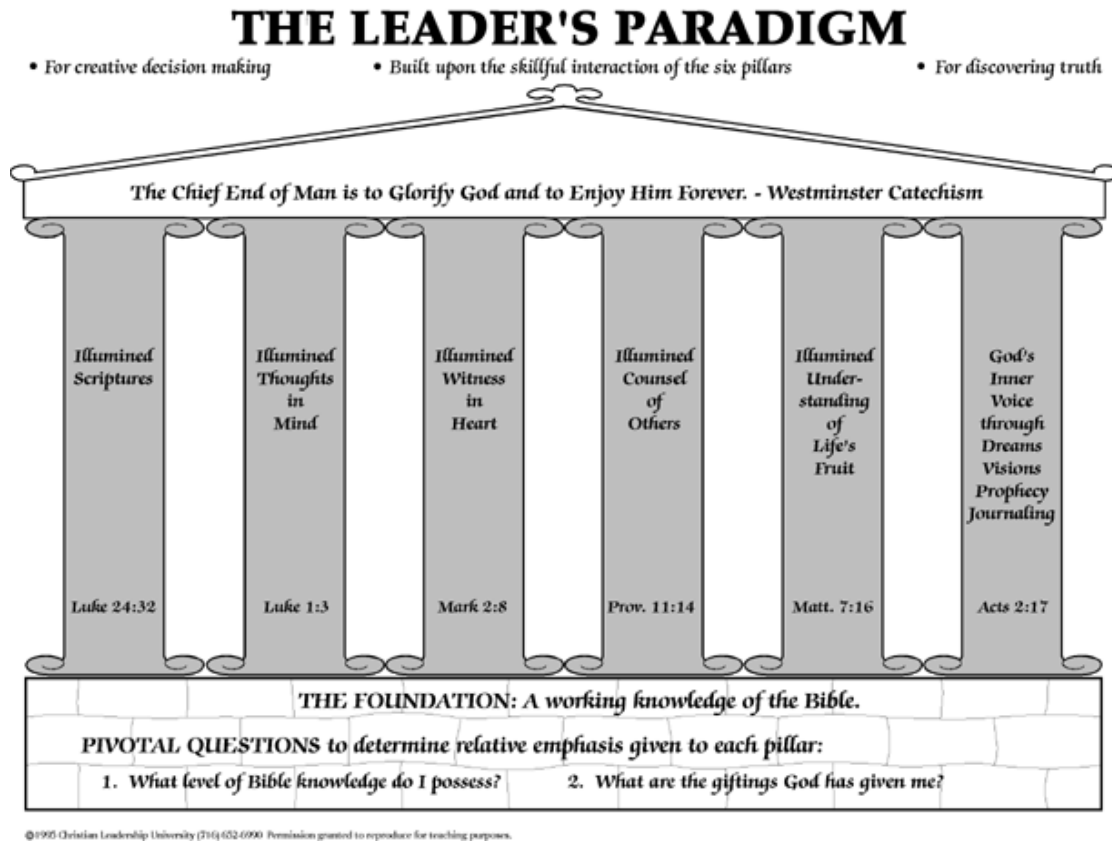 THE LEADER'S PARADIGM
• For creative decision making
• Built upon the skillful interaction of the six pillars
• For discovering truth
The Chief End of Man is to Glorify God and to Enjoy Him Forever. - Westminster Catechism
Illumined
Scriptures
Luke 24:32
Illumined
Thoughts
in
Mind
Luke 1:3
Illumined
Witness
in
Heart
Mark 2:8
Illumined
Counsel
of
Others
Prov. 11:14
Illumined
Under-
standing
of
Life's
Fruit
Matt. 7:16
God's
Inner
Voice
through
Dreams
Visions
Prophecy
Journaling
Acts 2:17
THE FOUNDATION: A working knowledge of the Bible.
PIVOTAL QUESTIONS to determine relative emphasis given to each pillar:
1. What level of Bible knowledge do I possess?
2. What are the giftings God has given me?
©1995 Christian Leadership University (716) 652-6990 Permission granted to reproduce for teaching purposes.